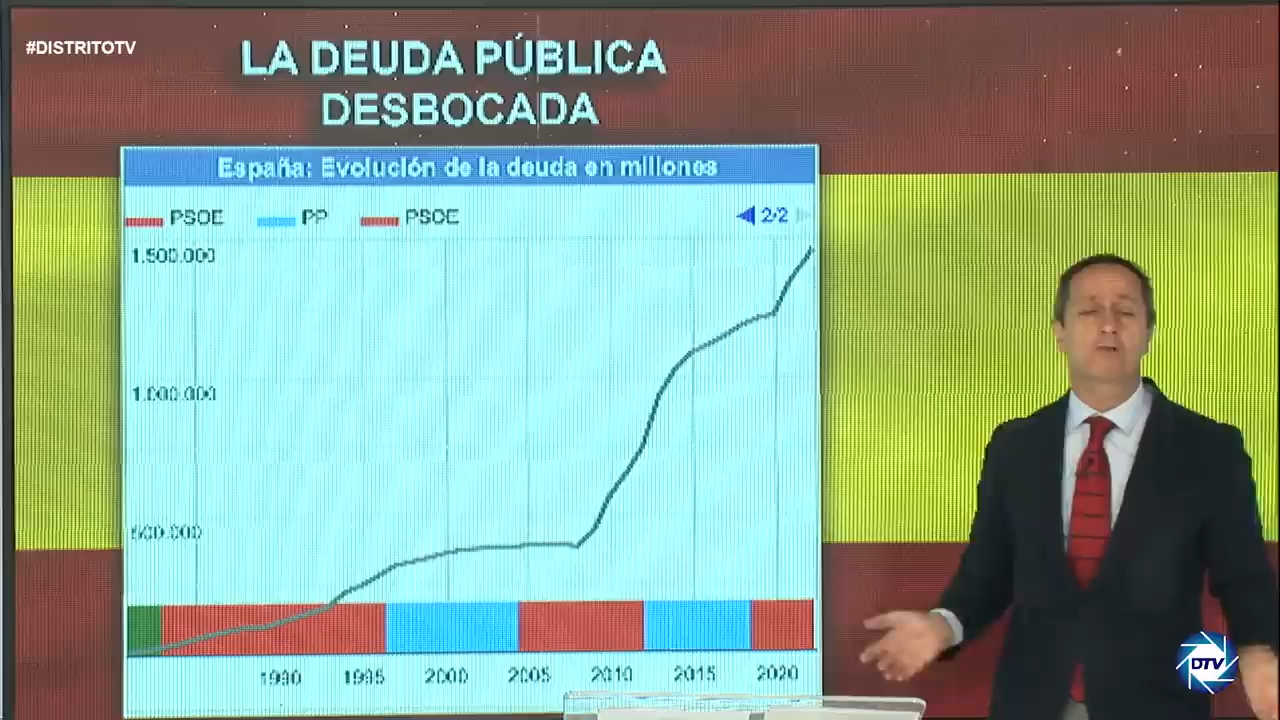 #DISTRITOTV
LA DEUDA PÚBLICA
DESBOCADA
España: Evolución de la deuda en millones
PSOE PP PSOE 2/2
1.500.000
1.000.000
500.000
1990 1995 2000 2005 2010 2015 2020
DTV